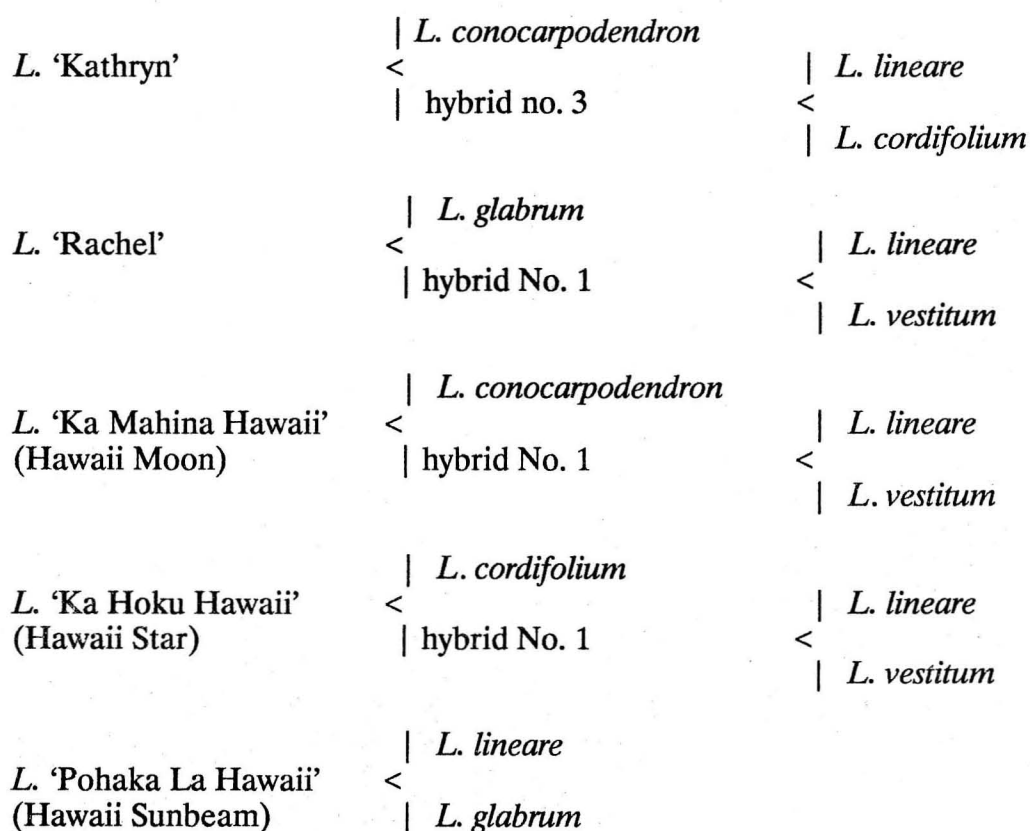 | L. conocarpodendron
L. ‘Kathryn’ < | L. lineare
| hybrid no. 3 <
| L. cordifolium
| L. glabrum
L. ‘Rachel’ < | L. lineare
| hybrid No. 1 <
| L. vestitum
| L. conocarpodendron
L. ‘Ka Mahina Hawaii’ < | L. lineare
(Hawaii Moon) | hybrid No. 1 <
| L. vestitum
| L. cordifolium
L. ‘Ka Hoku Hawaii’ < | L. lineare
(Hawaii Star) | hybrid No. 1 <
| L. vestitum
| L. lineare
L. ‘Pohaka La Hawaii’ <
(Hawaii Sunbeam) | L. glabrum